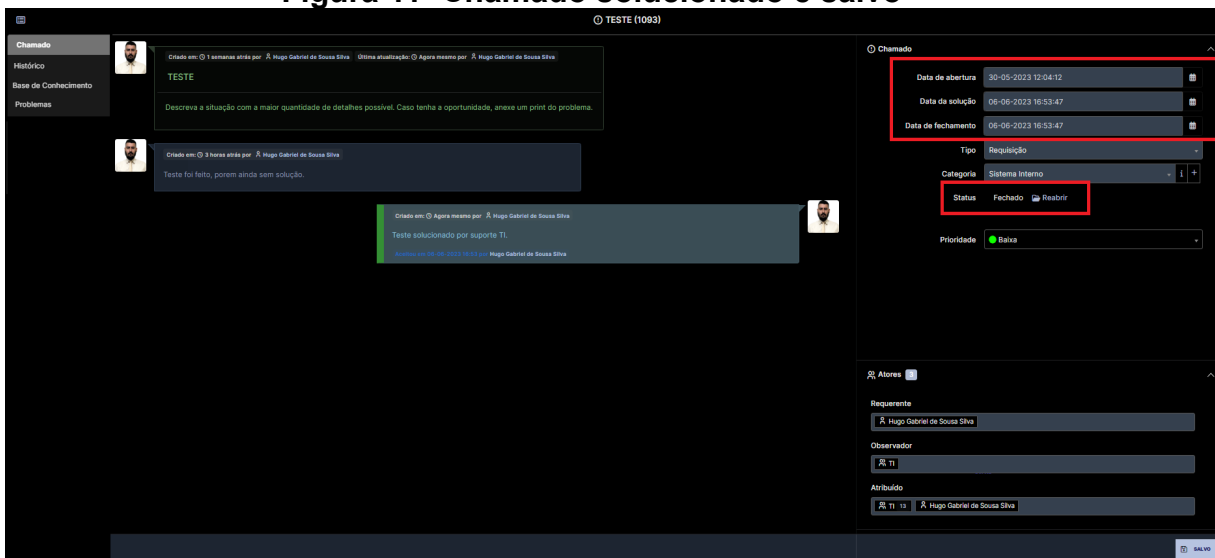 Figura Chamado solucionado e salvo
TESTE (1093)
Chamado
Histórico
Base de Conhecimento
Problemas
Criado em: 1 semanas atrás por Hugo Gabriel de Sousa Silva Última atualização: Agora mesmo por Hugo Gabriel de Sousa Silva
TESTE
Descreva a situação com a maior quantidade de detalhes possível. Caso tenha a oportunidade, anexe um print do problema.
Criado em: 3 horas atrás por Hugo Gabriel de Sousa Silva
Teste foi feito, porem ainda sem solução.
Criado em: Agora mesmo por Hugo Gabriel de Sousa Silva
Teste solucionado por suporte TI.
Hugo Gabriel de Sousa Silva
Chamado
Data de abertura 30-05-2023 12:04:12
Data da solução 06-06-2023 16:53:47
Data de fechamento 06-06-2023 16:53:47
Tipo Requisição
Categoria Sistema Interno i +
Status Fechado Reabrir
Prioridade Baixa
Atores 3
Requerente
Hugo Gabriel de Sousa Silva
Observador
TI
Atribuído
TI 13 Hugo Gabriel de Sousa Silva
SALVO